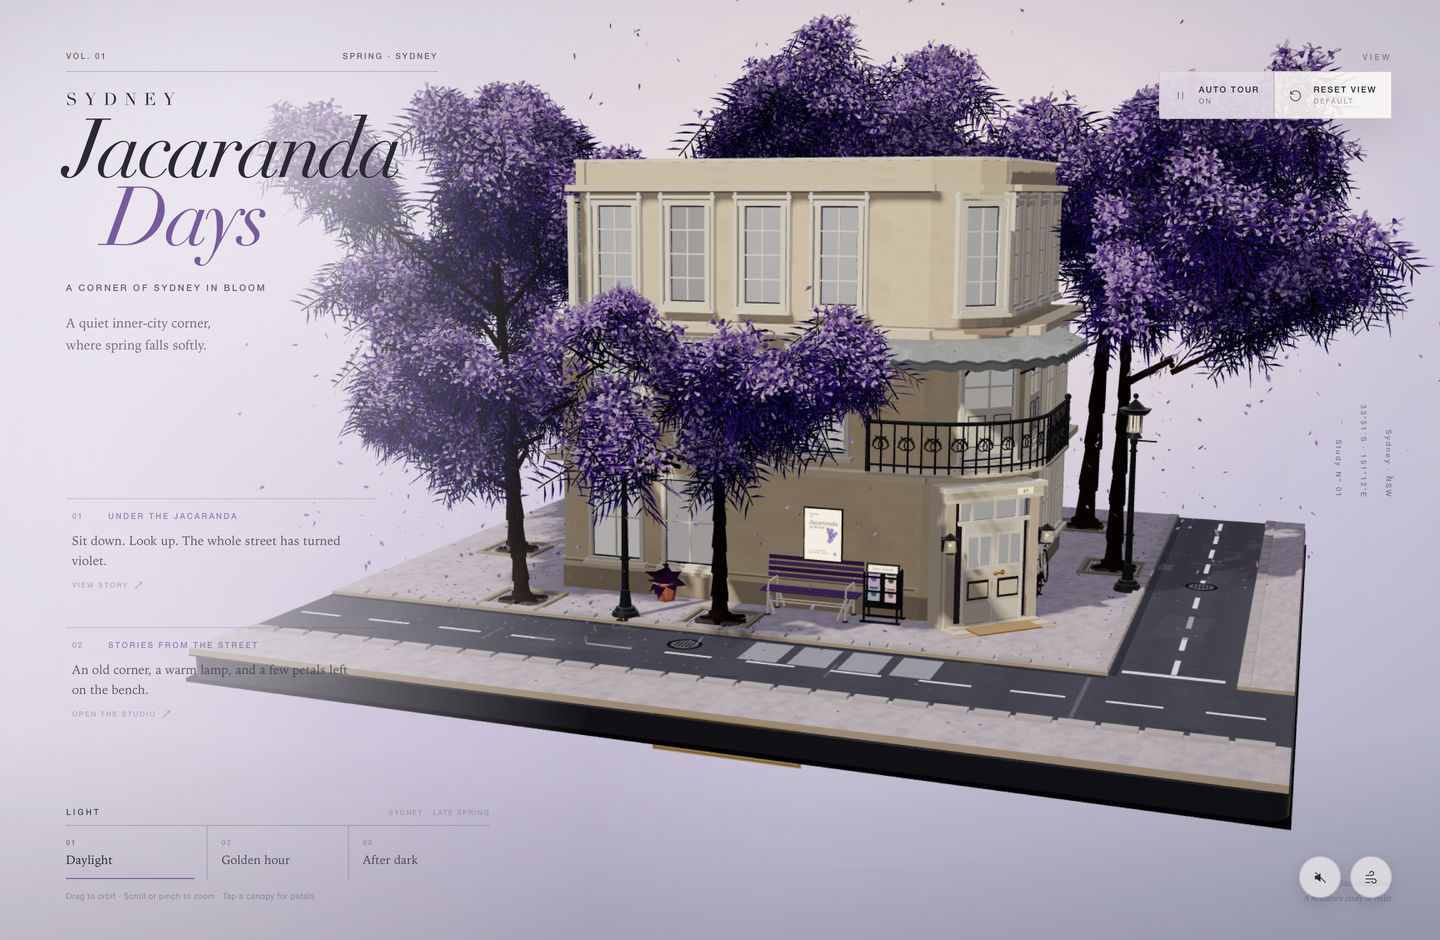 VOL. 01
SPRING · SYDNEY
SYDNEY
Jacaranda
Days
A CORNER OF SYDNEY IN BLOOM
A quiet inner-city corner,
where spring falls softly.
01 UNDER THE JACARANDA
Sit down. Look up. The whole street has turned
violet.
VIEW STORY
02 STORIES FROM THE STREET
An old corner, a warm lamp, and a few petals left
on the bench.
OPEN THE STUDIO
LIGHT
SYDNEY · LATE SPRING
01
Daylight
02
Golden hour
03
After dark
Drag to orbit · Scroll or pinch to zoom · Tap a canopy for petals
VIEW
AUTO TOUR
ON
RESET VIEW
DEFAULT
Sydney · NSW
33°51'S · 151°12'E
Study Nº 01
Jacaranda
A miniature study in violet